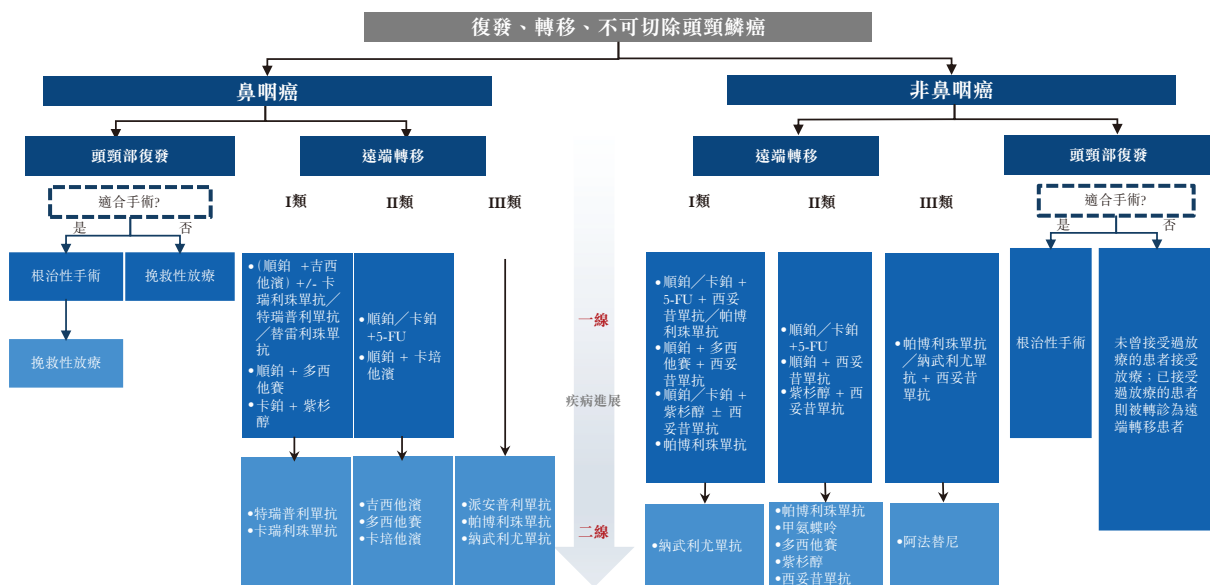 復發、轉移、不可切除頭頸鱗癌
鼻咽癌
非鼻咽癌
頭頸部復發
遠端轉移
遠端轉移
頭頸部復發
適合手術?
是
否
I類
II類
III類
I類
II類
III類
適合手術?
是
否
根治性手術
挽救性放療
挽救性放療
•(順鉑 +吉西
他濱) +/- 卡
瑞利珠單抗／
特瑞普利單抗
／替雷利珠單
抗
•順鉑 + 多西
他賽
•卡鉑 + 紫杉
醇
•順鉑／卡鉑
+5-FU
•順鉑 + 卡培
他濱
一線
疾病進展
二線
•順鉑／卡鉑 +
5-FU + 西妥
昔單抗／帕博
利珠單抗
•順鉑 + 多西
他賽 + 西妥
昔單抗
•順鉑／卡鉑 +
紫杉醇 ± 西
妥昔單抗
•帕博利珠單抗
•順鉑／卡鉑
+5-FU
•順鉑 + 西妥
昔單抗
•紫杉醇 + 西
妥昔單抗
•帕博利珠單抗
／納武利尤單
抗 + 西妥昔
單抗
根治性手術
未曾接受過放
療的患者接受
放療；已接受
過放療的患者
則被轉診為遠
端轉移患者
•特瑞普利單抗
•卡瑞利珠單抗
•吉西他濱
•多西他賽
•卡培他濱
•派安普利單抗
•帕博利珠單抗
•納武利尤單抗
•納武利尤單抗
•帕博利珠單抗
•甲氨蝶呤
•多西他賽
•紫杉醇
•西妥昔單抗
•阿法替尼